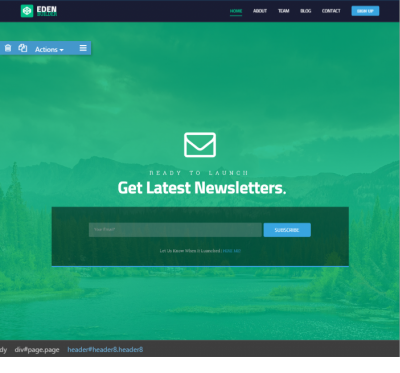 EDEN
BUILDER
HOME ABOUT TEAM BLOG CONTACT SIGN UP
Actions
READY TO LAUNCH
Get Latest Newsletters.
Your Email*
SUBSCRIBE
Let Us Know When It Launched
dy div#page.page header#header8.header8